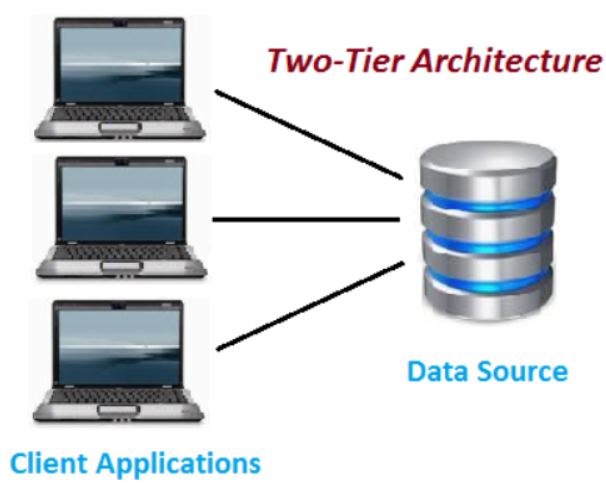 Two-Tier Architecture
Data Source
Client Applications